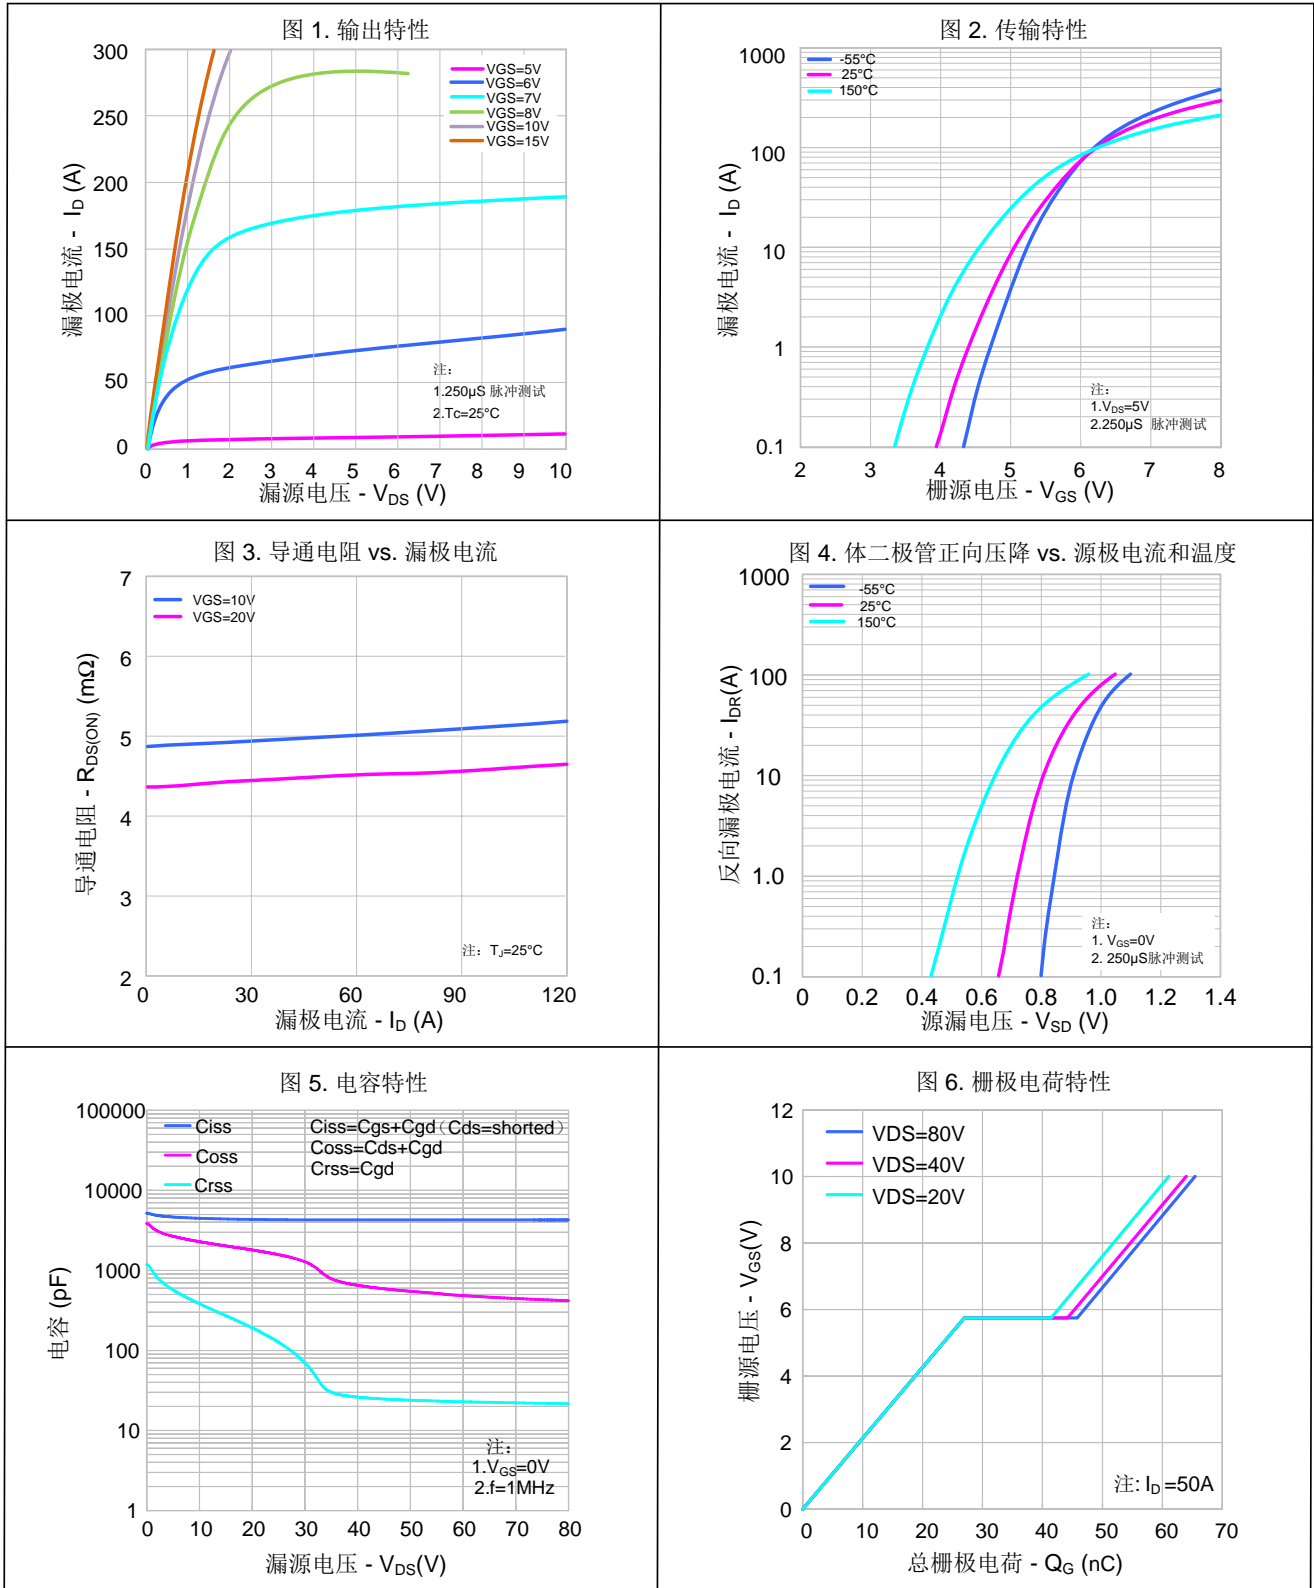 图 1. 输出特性
漏极电流 - ID (A)
300
250
200
150
100
50
0
VGS=5V
VGS=6V
VGS=7V
VGS=8V
VGS=10V
VGS=15V
注：
1.250µS 脉冲测试
2.Tc=25°C
0 1 2 3 4 5 6 7 8 9 10
漏源电压 - VDS (V)
图 2. 传输特性
漏极电流 - ID (A)
1000
100
10
1
0.1
-55°C
25°C
150°C
注：
1.VDS=5V
2.250µS 脉冲测试
2 3 4 5 6 7 8
栅源电压 - VGS (V)
图 3. 导通电阻 vs. 漏极电流
导通电阻 - RDS(ON) (mΩ)
7
6
5
4
3
2
VGS=10V
VGS=20V
注：TJ=25°C
0 30 60 90 120
漏极电流 - ID (A)
图 4. 体二极管正向压降 vs. 源极电流和温度
反向漏极电流 - IDR(A)
1000
100
10
1.0
0.1
-55°C
25°C
150°C
注：
1. VGS=0V
2. 250µS脉冲测试
0 0.2 0.4 0.6 0.8 1.0 1.2 1.4
源漏电压 - VSD (V)
图 5. 电容特性
电容 (pF)
100000
10000
1000
100
10
1
Ciss
Coss
Crss
Ciss=Cgs+Cgd（Cds=shorted）
Coss=Cds+Cgd
Crss=Cgd
注：
1.VGS=0V
2.f=1MHz
0 10 20 30 40 50 60 70 80
漏源电压 - VDS(V)
图 6. 栅极电荷特性
栅源电压 - VGS(V)
12
10
8
6
4
2
0
VDS=80V
VDS=40V
VDS=20V
注: ID=50A
0 10 20 30 40 50 60 70
总栅极电荷 - QG (nC)